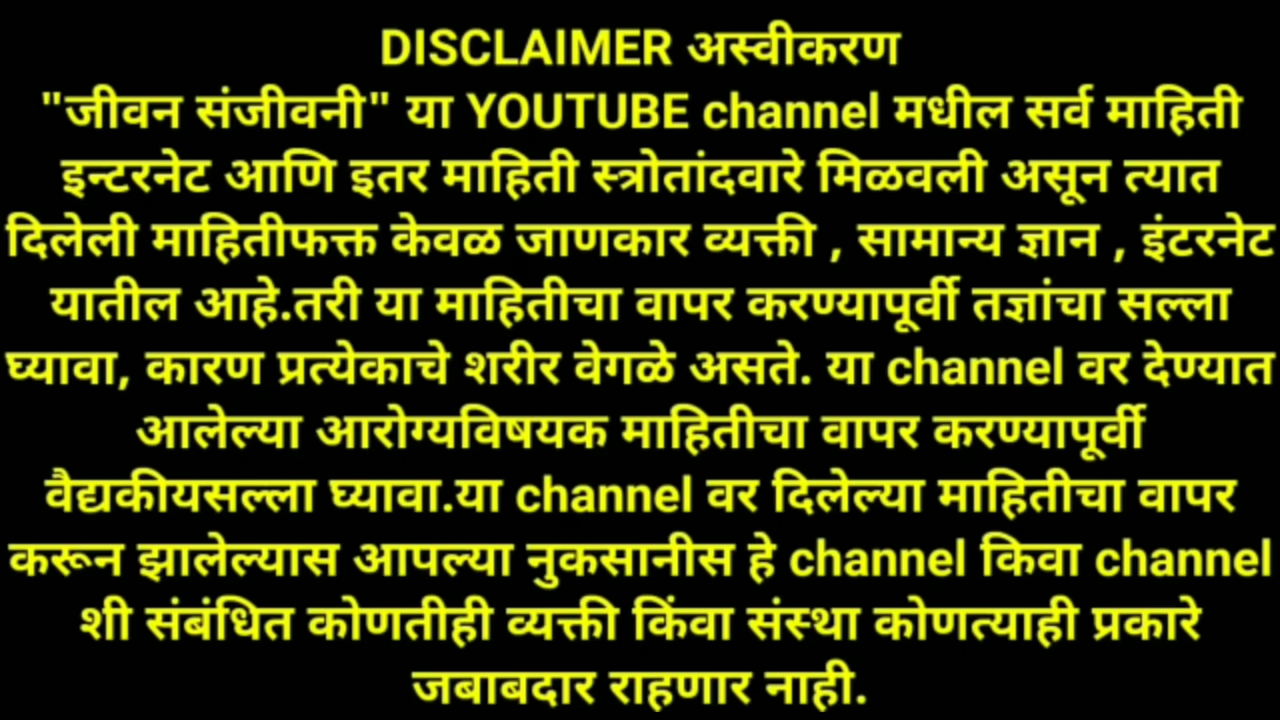 DISCLAIMER अस्वीकरण
"जीवन संजीवनी" या YOUTUBE channel मधील सर्व माहिती
इन्टरनेट आणि इतर माहिती स्त्रोतांदवारे मिळवली असून त्यात
दिलेली माहितीफक्त केवळ जाणकार व्यक्ती , सामान्य ज्ञान , इंटरनेट
यातील आहे.तरी या माहितीचा वापर करण्यापूर्वी तज्ञांचा सल्ला
घ्यावा, कारण प्रत्येकाचे शरीर वेगळे असते. या channel वर देण्यात
आलेल्या आरोग्यविषयक माहितीचा वापर करण्यापूर्वी
वैद्यकीयसल्ला घ्यावा.या channel वर दिलेल्या माहितीचा वापर
करून झालेल्यास आपल्या नुकसानीस हे channel किवा channel
शी संबंधित कोणतीही व्यक्ती किंवा संस्था कोणत्याही प्रकारे
जबाबदार राहणार नाही.